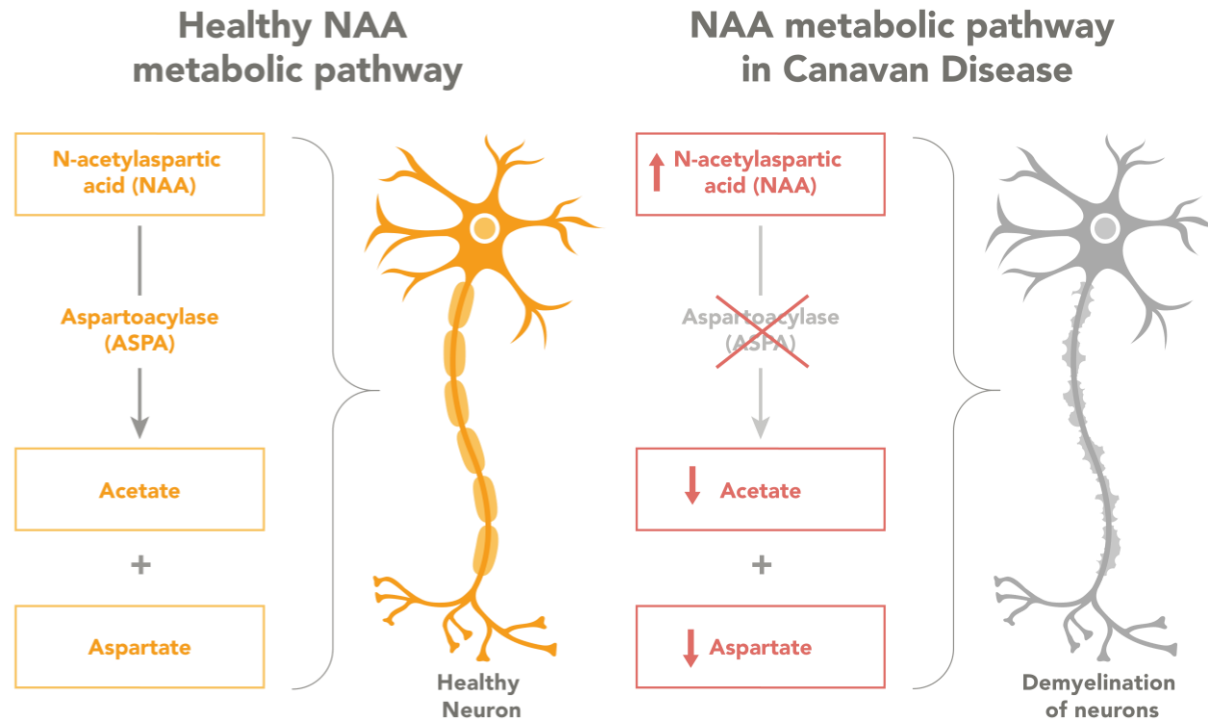 Healthy NAA
metabolic pathway
N-acetylaspartic
acid (NAA)
Aspartoacylase
(ASPA)
Acetate
+
Aspartate
Healthy
Neuron
NAA metabolic pathway
in Canavan Disease
N-acetylaspartic
acid (NAA)
Aspartoacylase
(ASPA)
Acetate
+
Aspartate
Demyelination
of neurons